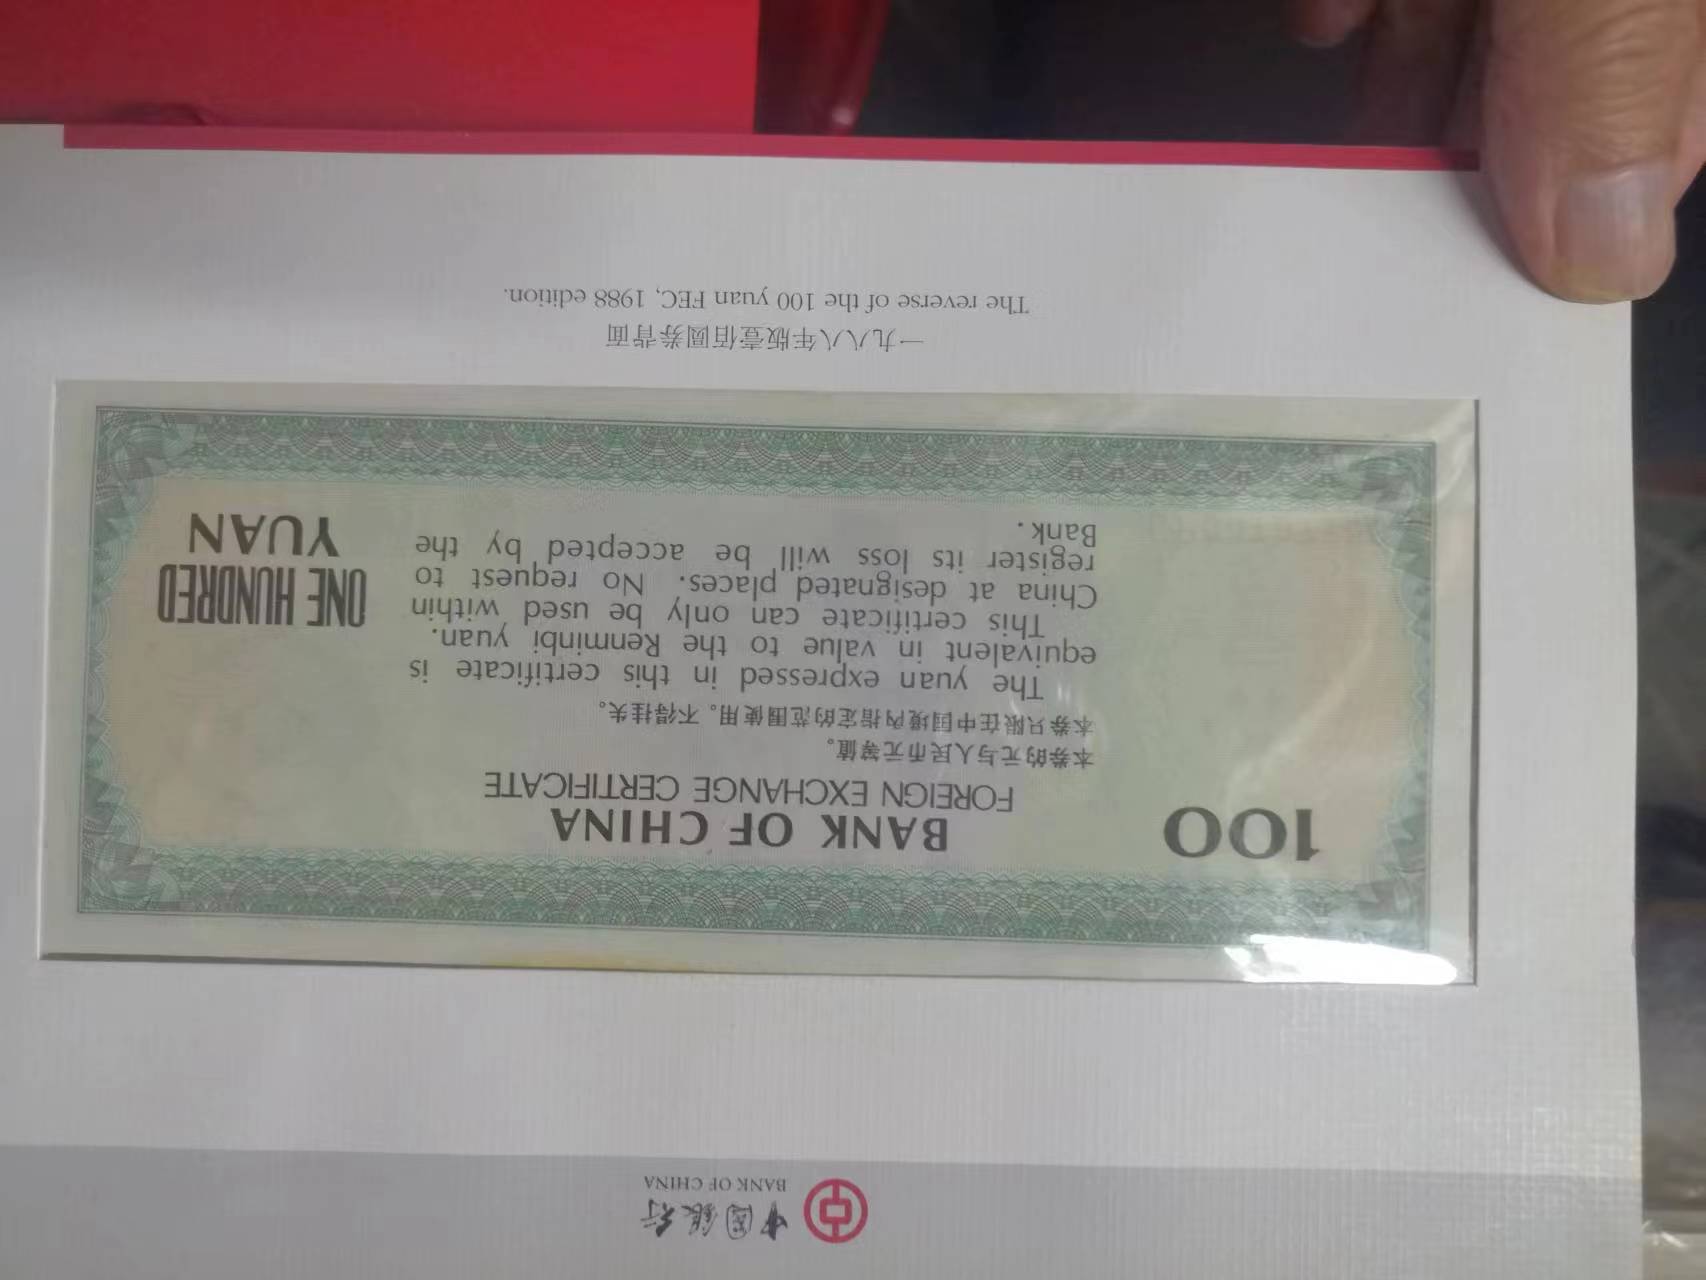 中国银行
BANK OF CHINA
100
BANK OF CHINA
FOREIGN EXCHANGE CERTIFICATE
本券的元与人民币元等值。
本券只限在中国境内指定的范围使用。不得挂失。
The yuan expressed in this certificate is
equivalent in value to the Renminbi yuan.
This certificate can only be used within
China at designated places. No request to
register its loss will be accepted by the
Bank.
ONE HUNDRED
YUAN
一九八八年版壹佰圆券背面
The reverse of the 100 yuan FEC, 1988 edition.